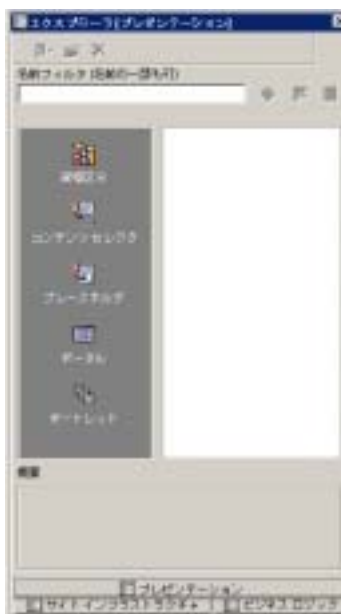 エクスプローラ(プレゼンテーション)
名前フィルタ (名前の一部も可)
顧客区分
コンテンツ セレクタ
プレースホルダ
ポータル
ポートレット
概要
プレゼンテーション
サイト インフラストラクチャ
ビジネス ロジック